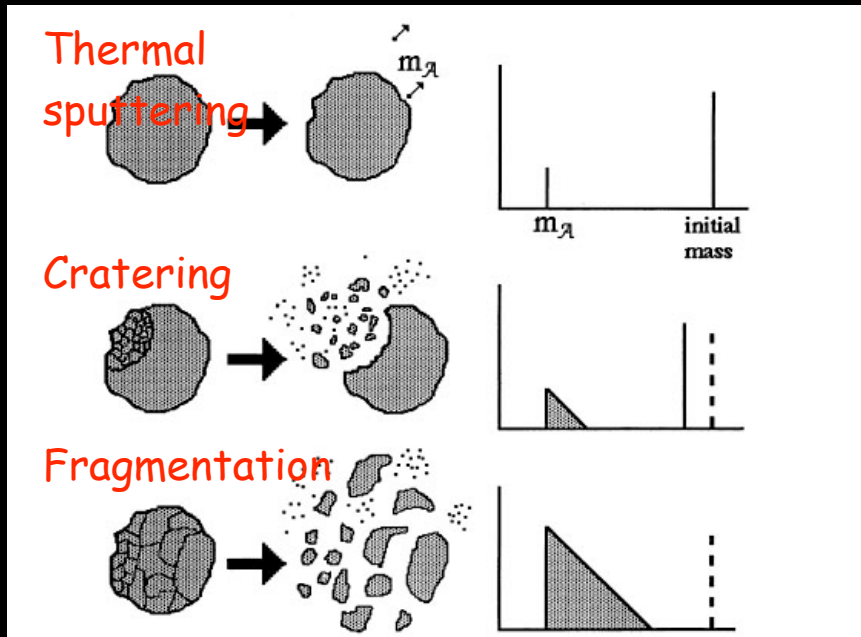 Thermal
sputtering
m𝒜
m𝒜
initial
mass
Cratering
Fragmentation